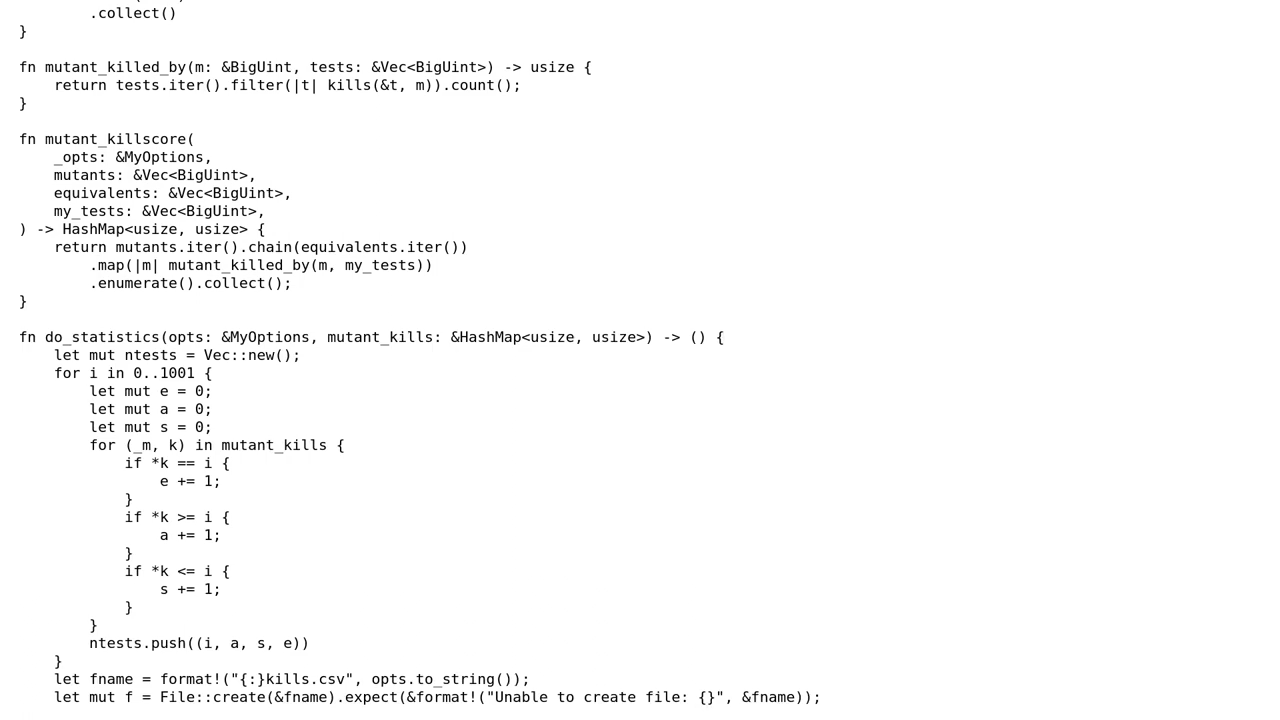 .collect()
}

fn mutant_killed_by(m: &BigUint, tests: &Vec<BigUint>) -> usize {
    return tests.iter().filter(|t| kills(&t, m)).count();
}

fn mutant_killscore(
    _opts: &MyOptions,
    mutants: &Vec<BigUint>,
    equivalents: &Vec<BigUint>,
    my_tests: &Vec<BigUint>,
) -> HashMap<usize, usize> {
    return mutants.iter().chain(equivalents.iter())
        .map(|m| mutant_killed_by(m, my_tests))
        .enumerate().collect();
}

fn do_statistics(opts: &MyOptions, mutant_kills: &HashMap<usize, usize>) -> () {
    let mut ntests = Vec::new();
    for i in 0..1001 {
        let mut e = 0;
        let mut a = 0;
        let mut s = 0;
        for (_m, k) in mutant_kills {
            if *k == i {
                e += 1;
            }
            if *k >= i {
                a += 1;
            }
            if *k <= i {
                s += 1;
            }
        }
        ntests.push((i, a, s, e))
    }
    let fname = format!("{:}kills.csv", opts.to_string());
    let mut f = File::create(&fname).expect(&format!("Unable to create file: {}", &fname));